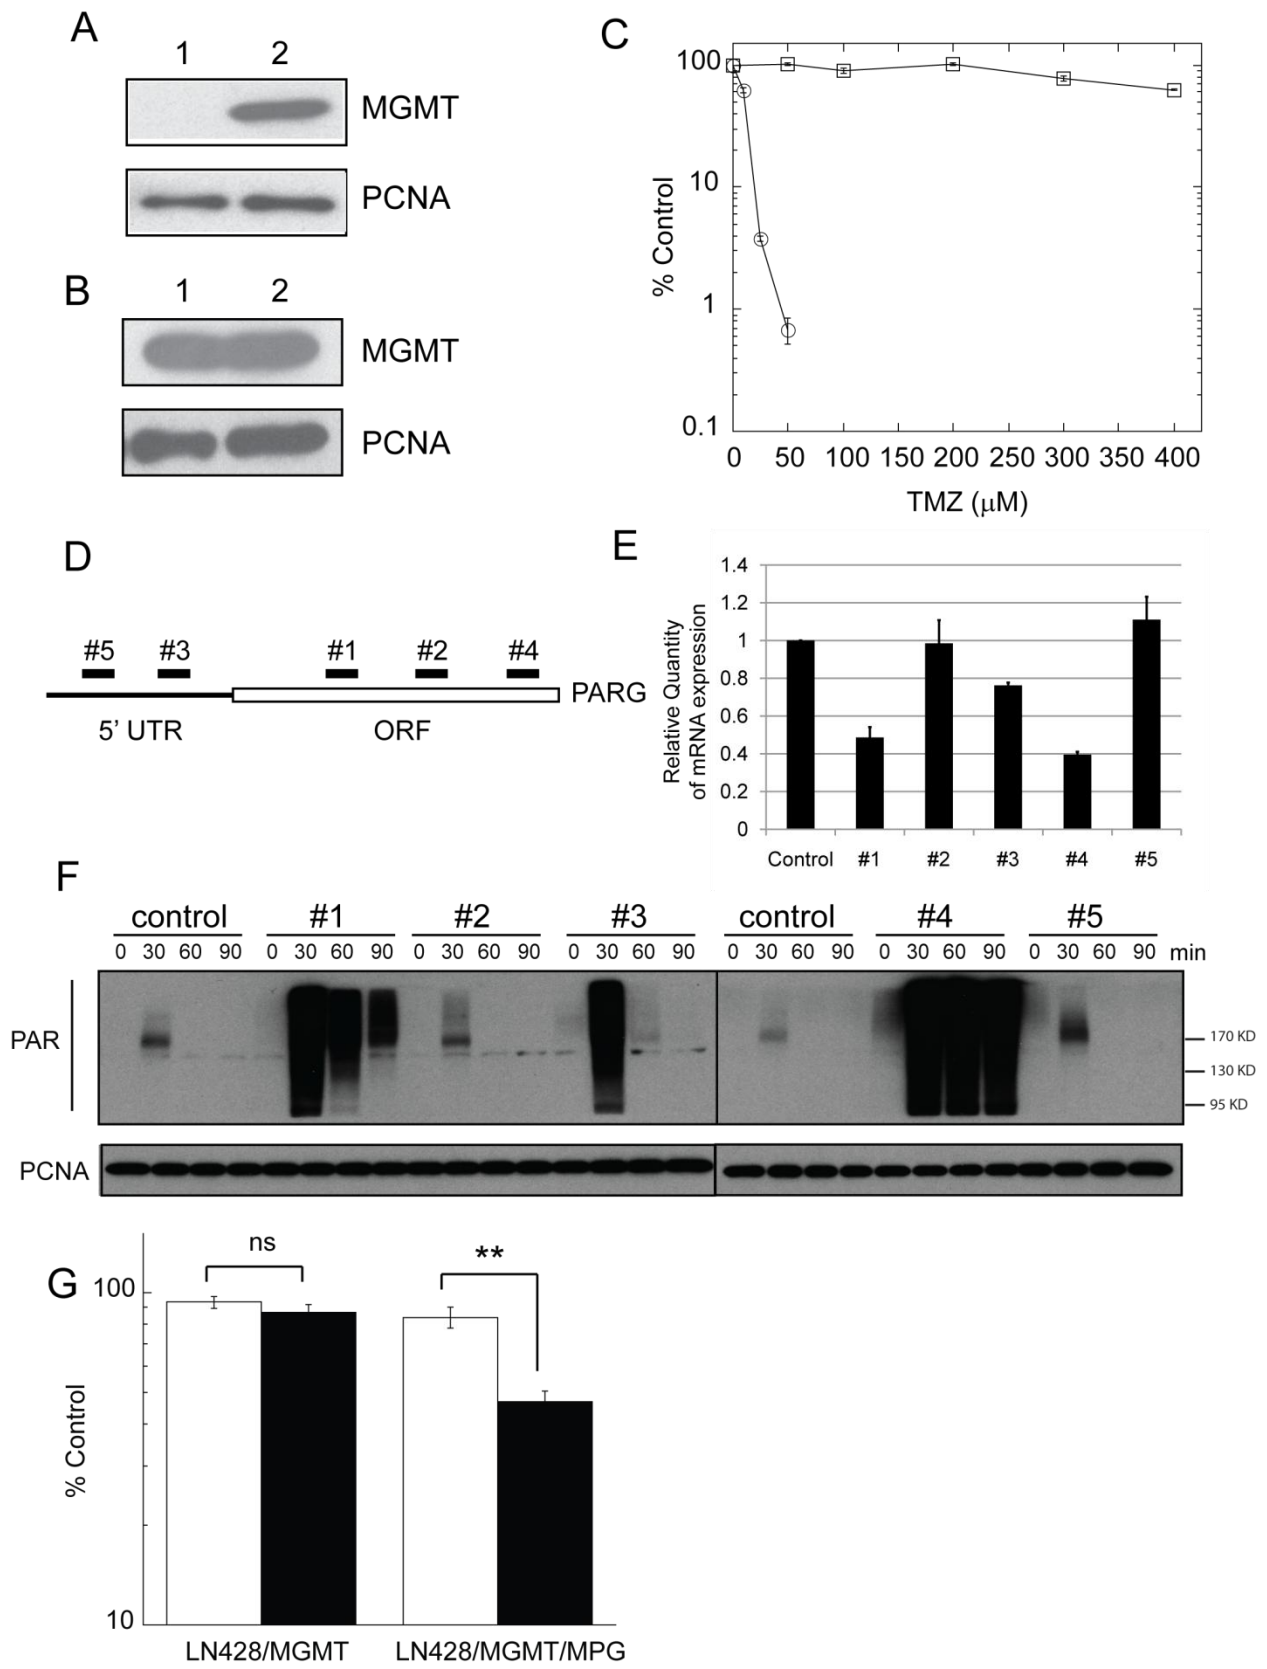 A
1 2
MGMT
PCNA
B
1 2
MGMT
PCNA
C
100
10
1
0.1
% Control
0 50 100 150 200 250 300 350 400
TMZ (μM)
D
#5 #3 #1 #2 #4
PARG
5' UTR ORF
E
Relative Quantity
of mRNA expression
1.4
1.2
1
0.8
0.6
0.4
0.2
0
Control #1 #2 #3 #4 #5
F
control #1 #2 #3 control #4 #5
0 30 60 90 0 30 60 90 0 30 60 90 0 30 60 90 0 30 60 90 0 30 60 90 0 30 60 90 min
PAR
170 KD
130 KD
95 KD
PCNA
G
ns
**
100
10
% Control
LN428/MGMT LN428/MGMT/MPG